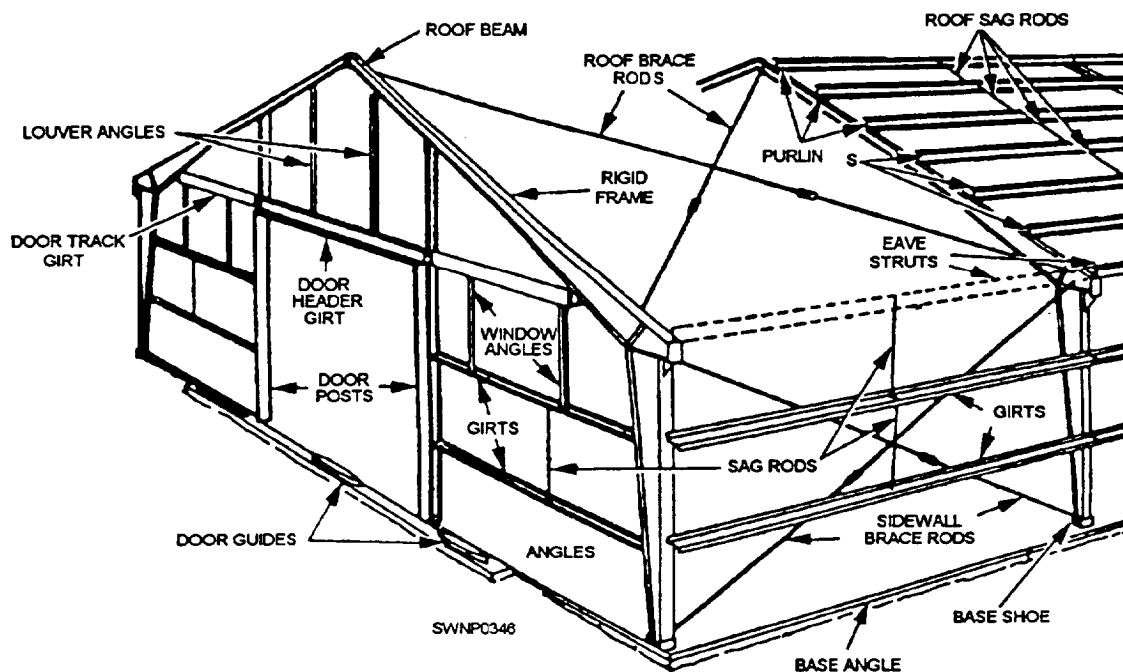 ROOF BEAM
ROOF SAG RODS
ROOF BRACE
RODS
LOUVER ANGLES
PURLIN
S
RIGID
FRAME
DOOR TRACK
GIRT
EAVE
STRUTS
DOOR
HEADER
GIRT
WINDOW
ANGLES
DOOR
POSTS
GIRTS
GIRTS
SAG RODS
SIDEWALL
BRACE RODS
DOOR GUIDES
ANGLES
BASE SHOE
SWNP0346
BASE ANGLE